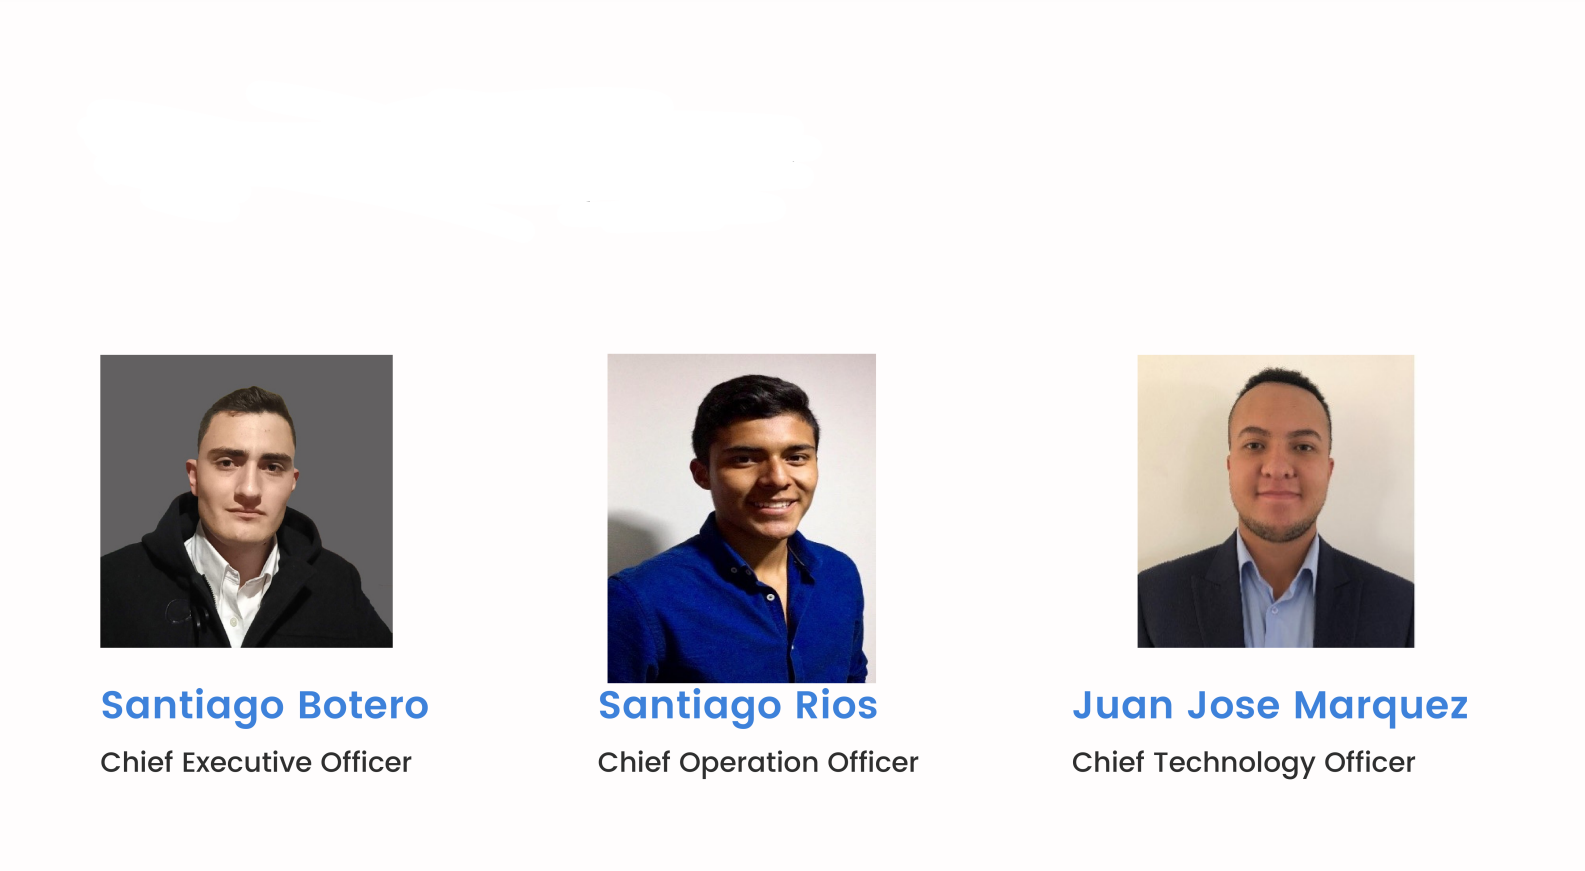 Santiago Botero
Chief Executive Officer
Santiago Rios
Chief Operation Officer
Juan Jose Marquez
Chief Technology Officer